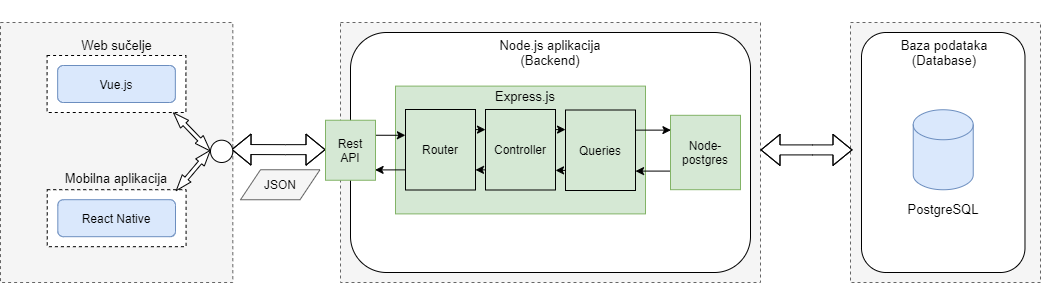 Web sučelje
Vue.js
Mobilna aplikacija
React Native
JSON
Node.js aplikacija
(Backend)
Rest
API
Express.js
Router
Controller
Queries
Node-
postgres
Baza podataka
(Database)
PostgreSQL